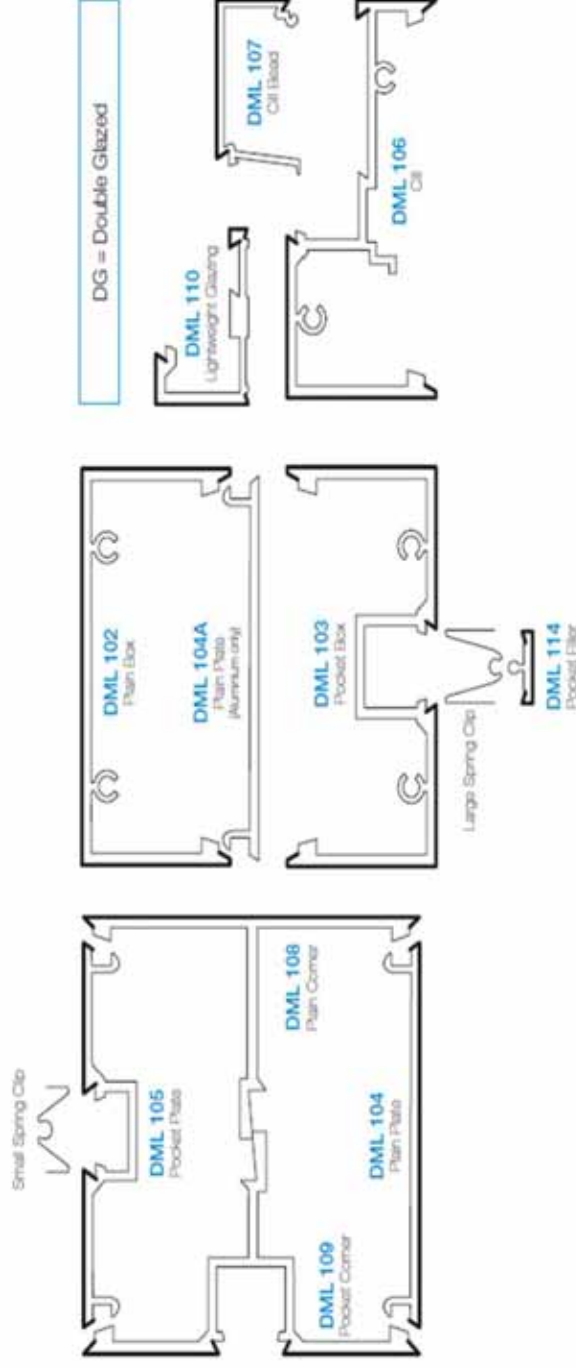 Small Spring Clip
DML 105
Pocket Plate
DML 109
Pocket Corner
DML 104
Plain Plate
DML 108
Plain Corner
DML 102
Plain Box
DML 104A
Plain Plate
(Aluminium only)
DML 103
Pocket Box
Large Spring Clip
DML 114
Pocket Filler
DG = Double Glazed
DML 110
Lightweight Glazing
DML 107
Cill Bead
DML 106
Cill